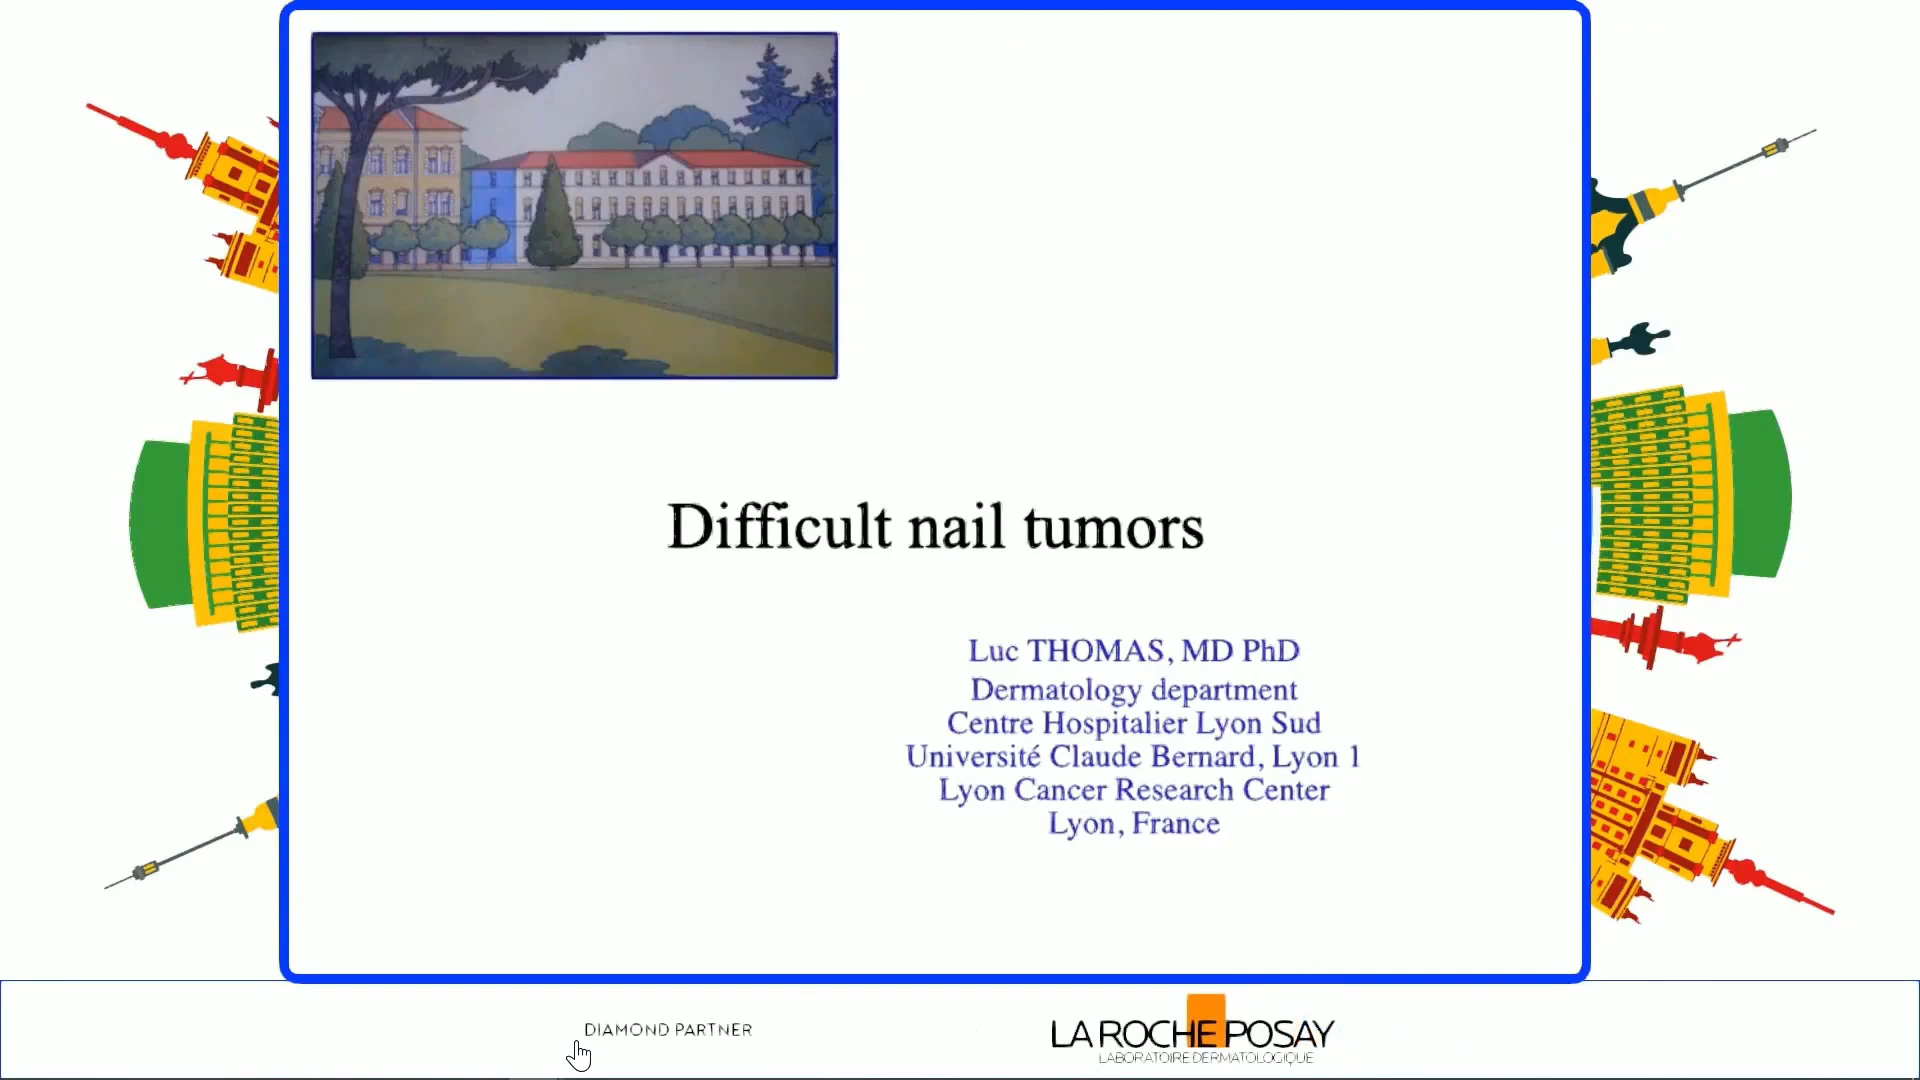 Difficult nail tumors
Luc THOMAS, MD PhD
Dermatology department
Centre Hospitalier Lyon Sud
Université Claude Bernard, Lyon 1
Lyon Cancer Research Center
Lyon, France
DIAMOND PARTNER
LA ROCHE POSAY
LABORATOIRE DERMATOLOGIQUE